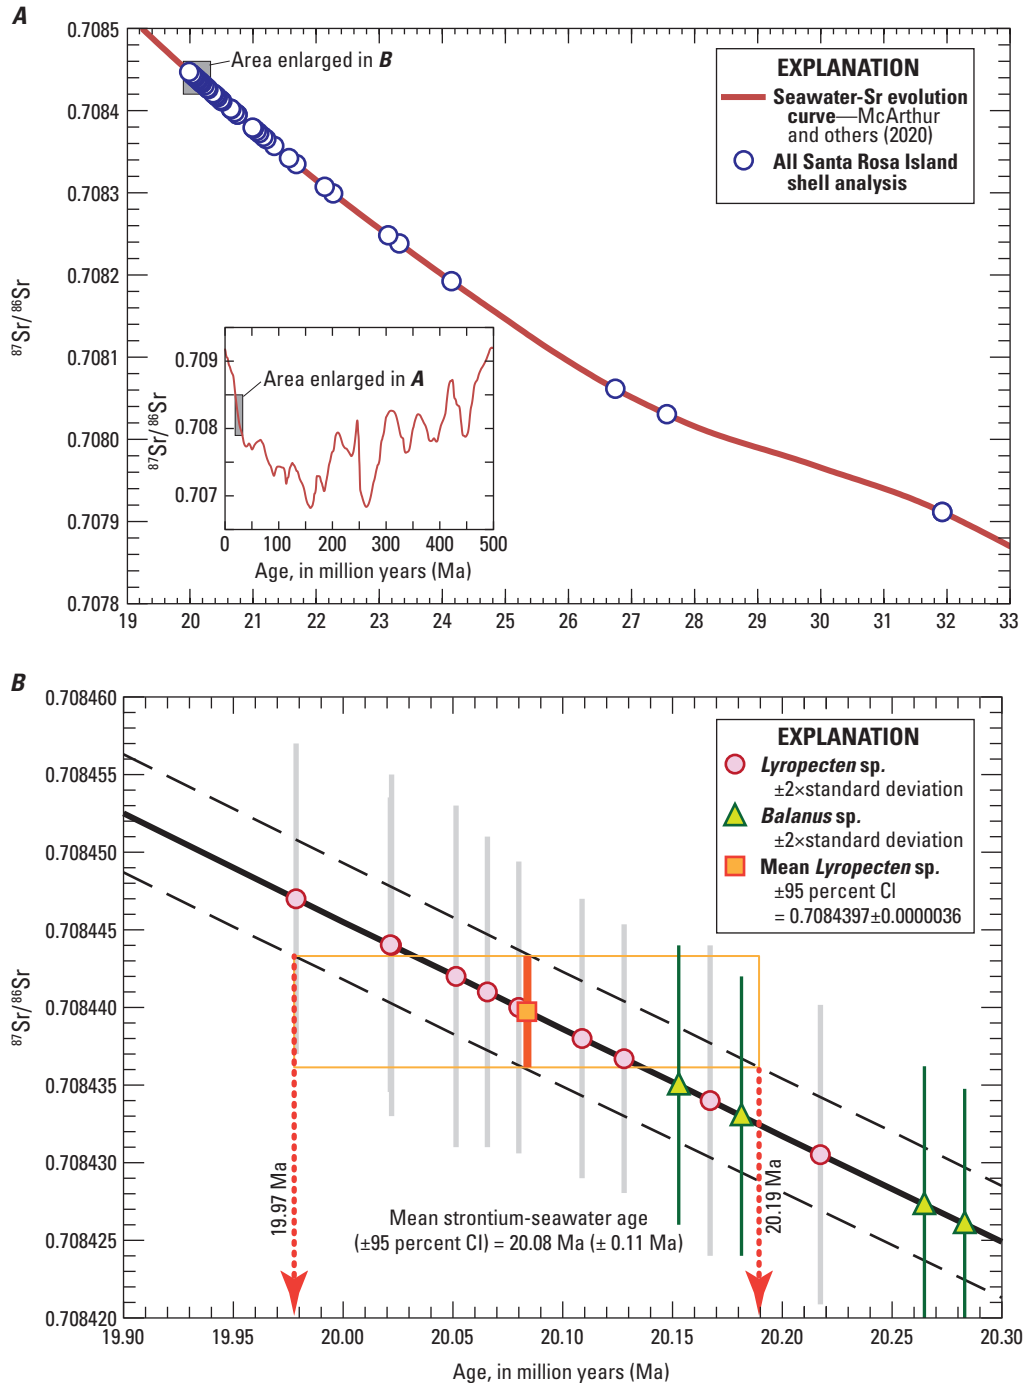 A
0.7085
0.7084
0.7083
0.7082
0.7081
0.7080
0.7079
0.7078
87Sr/86Sr
19 20 21 22 23 24 25 26 27 28 29 30 31 32 33
Area enlarged in B
EXPLANATION
Seawater-Sr evolution
curve—McArthur
and others (2020)
All Santa Rosa Island
shell analysis
0.709
0.708
0.707
87Sr/86Sr
Area enlarged in A
0 100 200 300 400 500
Age, in million years (Ma)
B
0.708460
0.708455
0.708450
0.708445
0.708440
0.708435
0.708430
0.708425
0.708420
87Sr/86Sr
EXPLANATION
Lyropecten sp.
±2×standard deviation
Balanus sp.
±2×standard deviation
Mean Lyropecten sp.
±95 percent CI
= 0.7084397±0.0000036
19.97 Ma
Mean strontium-seawater age
(±95 percent CI) = 20.08 Ma (± 0.11 Ma)
20.19 Ma
19.90 19.95 20.00 20.05 20.10 20.15 20.20 20.25 20.30
Age, in million years (Ma)